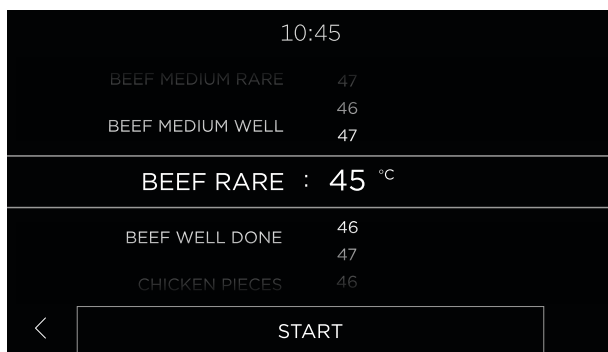 10:45
BEEF MEDIUM RARE 47
46
BEEF MEDIUM WELL 47
BEEF RARE : 45 °C
46
BEEF WELL DONE
47
CHICKEN PIECES 46
< START